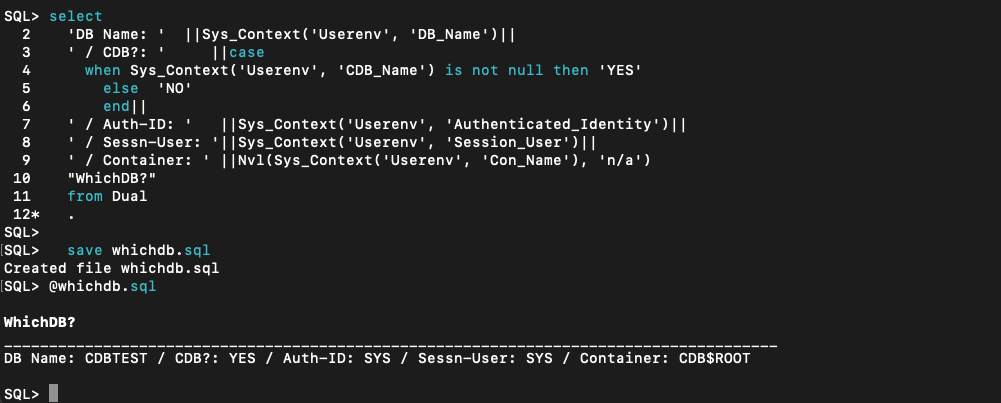 SQL> select
  2    'DB Name: '  ||Sys_Context('Userenv', 'DB_Name')||
  3    ' / CDB?: '     ||case
  4      when Sys_Context('Userenv', 'CDB_Name') is not null then 'YES'
  5        else  'NO'
  6        end||
  7    ' / Auth-ID: '   ||Sys_Context('Userenv', 'Authenticated_Identity')||
  8    ' / Sessn-User: '||Sys_Context('Userenv', 'Session_User')||
  9    ' / Container: ' ||Nvl(Sys_Context('Userenv', 'Con_Name'), 'n/a')
 10    "WhichDB?"
 11    from Dual
 12*   .
SQL>
[SQL>   save whichdb.sql
Created file whichdb.sql
[SQL> @whichdb.sql
WhichDB?
______________________________________________________________________________________
DB Name: CDBTEST / CDB?: YES / Auth-ID: SYS / Sessn-User: SYS / Container: CDB$ROOT
SQL>